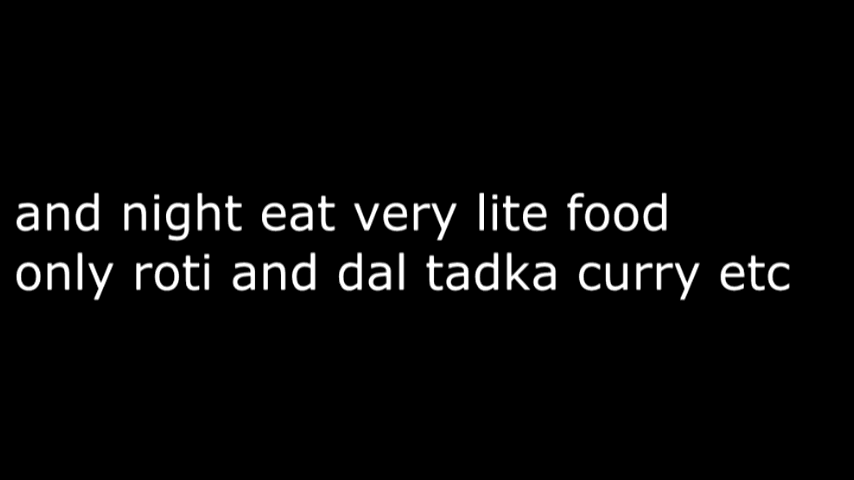 and night eat very lite food
only roti and dal tadka curry etc